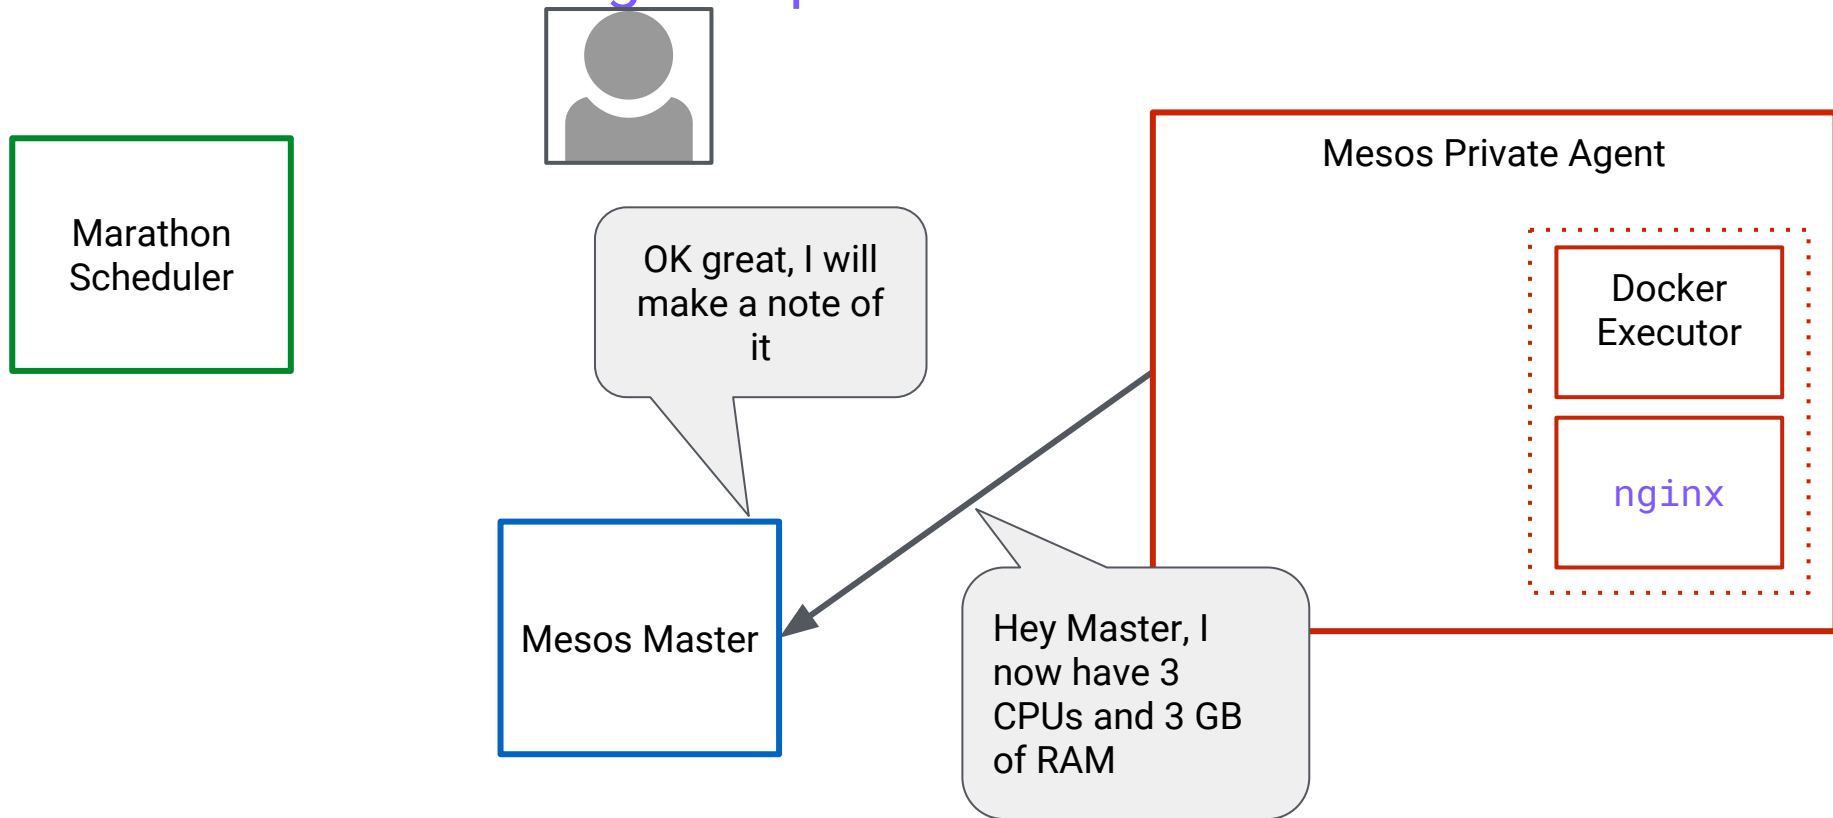 Mesos Private Agent
Marathon
Scheduler
OK great, I will
make a note of
it
Docker
Executor
nginx
Mesos Master
Hey Master, I
now have 3
CPUs and 3 GB
of RAM